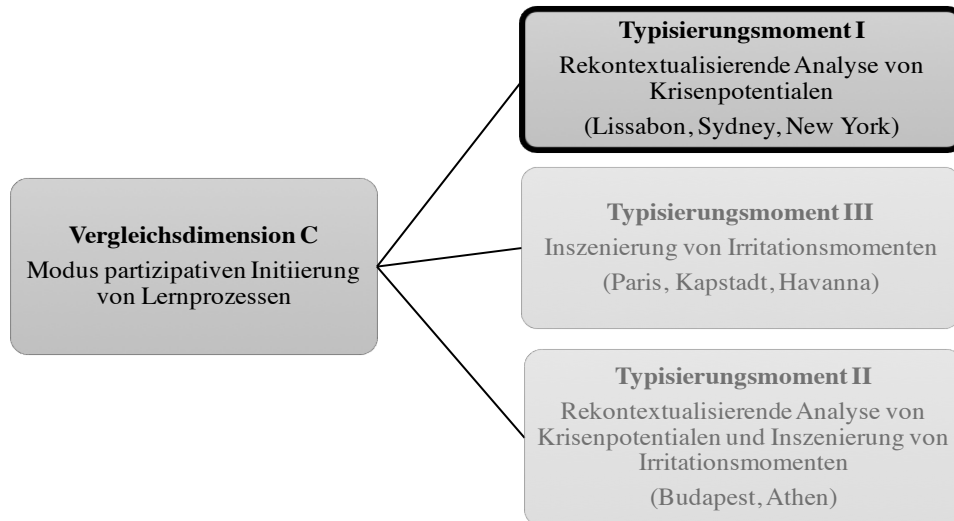 Vergleichsdimension C
Modus partizipativen Initiierung
von Lernprozessen
Typisierungsmoment I
Rekontextualisierende Analyse von
Krisenpotentialen
(Lissabon, Sydney, New York)
Typisierungsmoment III
Inszenierung von Irritationsmomenten
(Paris, Kapstadt, Havanna)
Typisierungsmoment II
Rekontextualisierende Analyse von
Krisenpotentialen und Inszenierung von
Irritationsmomenten
(Budapest, Athen)